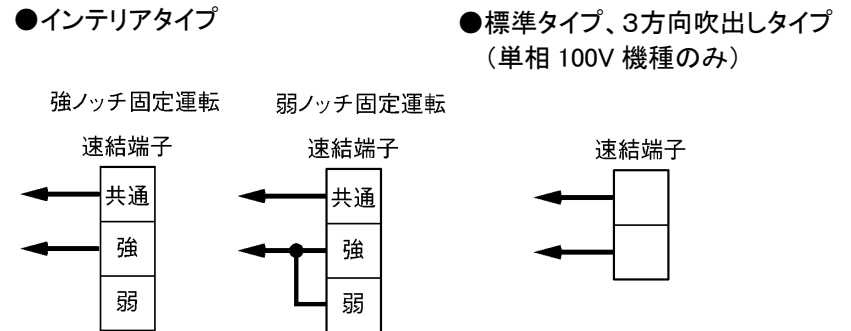 ●インテリアタイプ
●標準タイプ、3方向吹出しタイプ
（単相 100V 機種のみ）
強ノッチ固定運転
弱ノッチ固定運転
速結端子
速結端子
速結端子
共通
強
弱
共通
強
弱